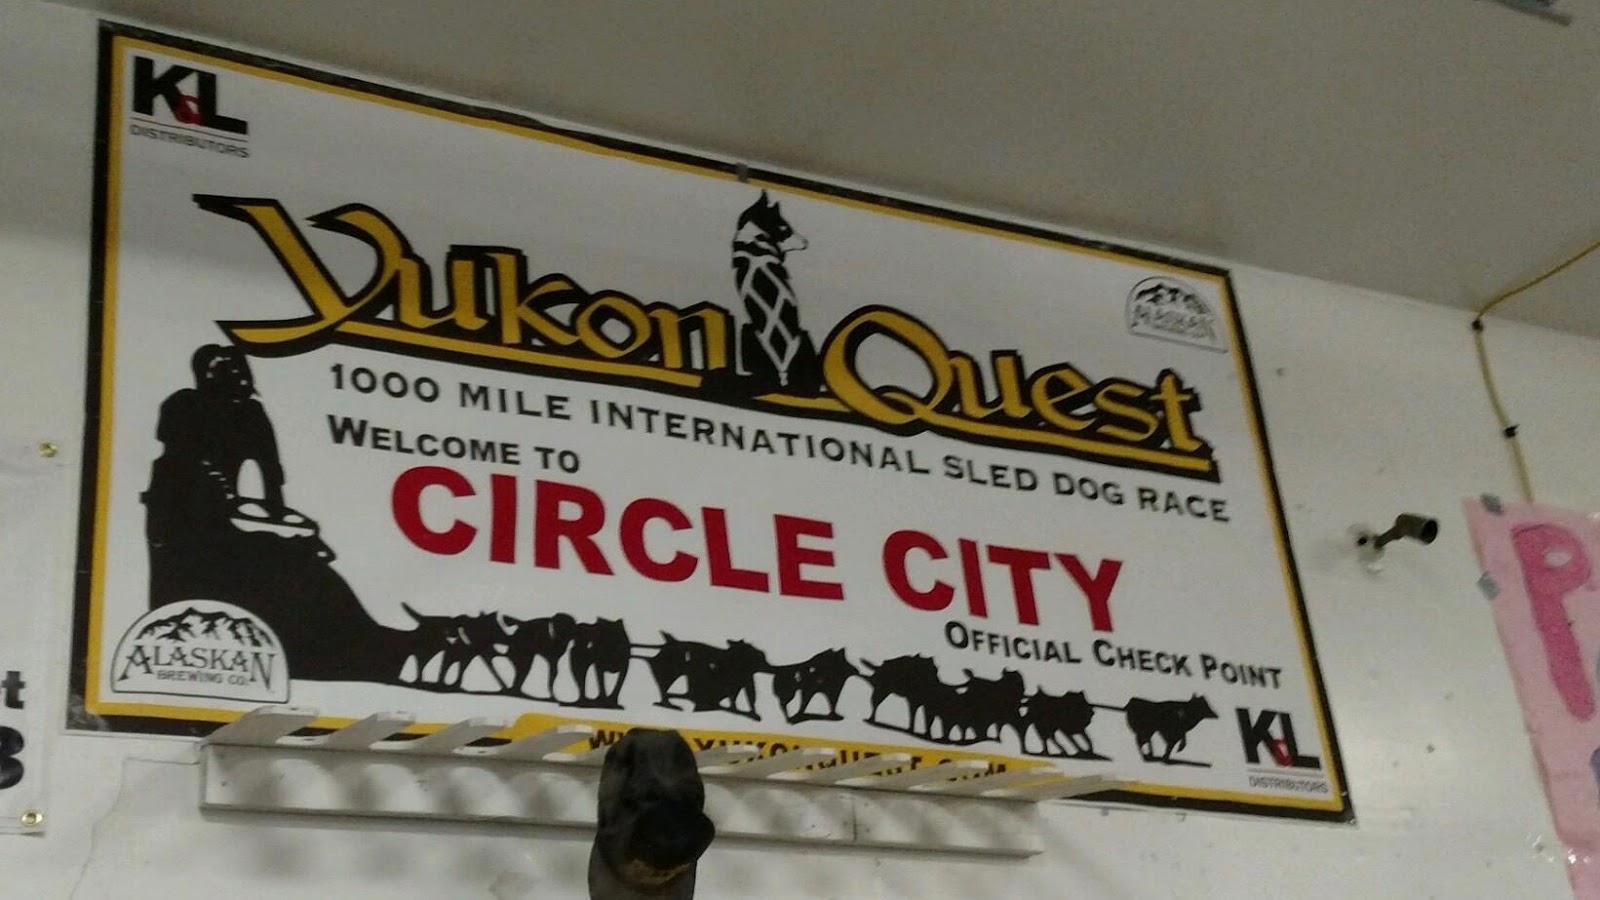 K&L
DISTRIBUTORS
Yukon Quest
ALASKAN
1000 MILE INTERNATIONAL SLED DOG RACE
WELCOME TO
CIRCLE CITY
OFFICIAL CHECK POINT
ALASKAN
BREWING CO.
K&L
DISTRIBUTORS